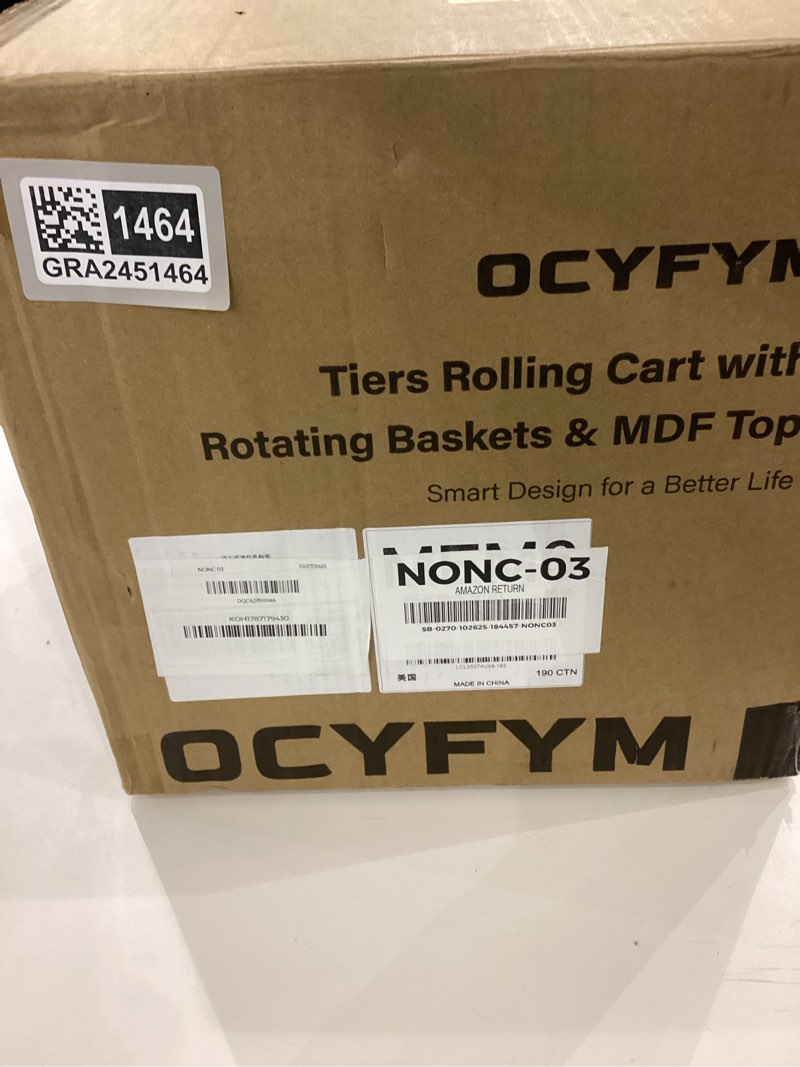 1464
GRA2451464
OCYFYM
Tiers Rolling Cart with
Rotating Baskets & MDF Top
Smart Design for a Better Life
NONC 03
KOH1787179430
NONC-03
AMAZON RETURN
SB-0270-102625-184457-NONC03
美国
190 CTN
MADE IN CHINA
OCYFYM